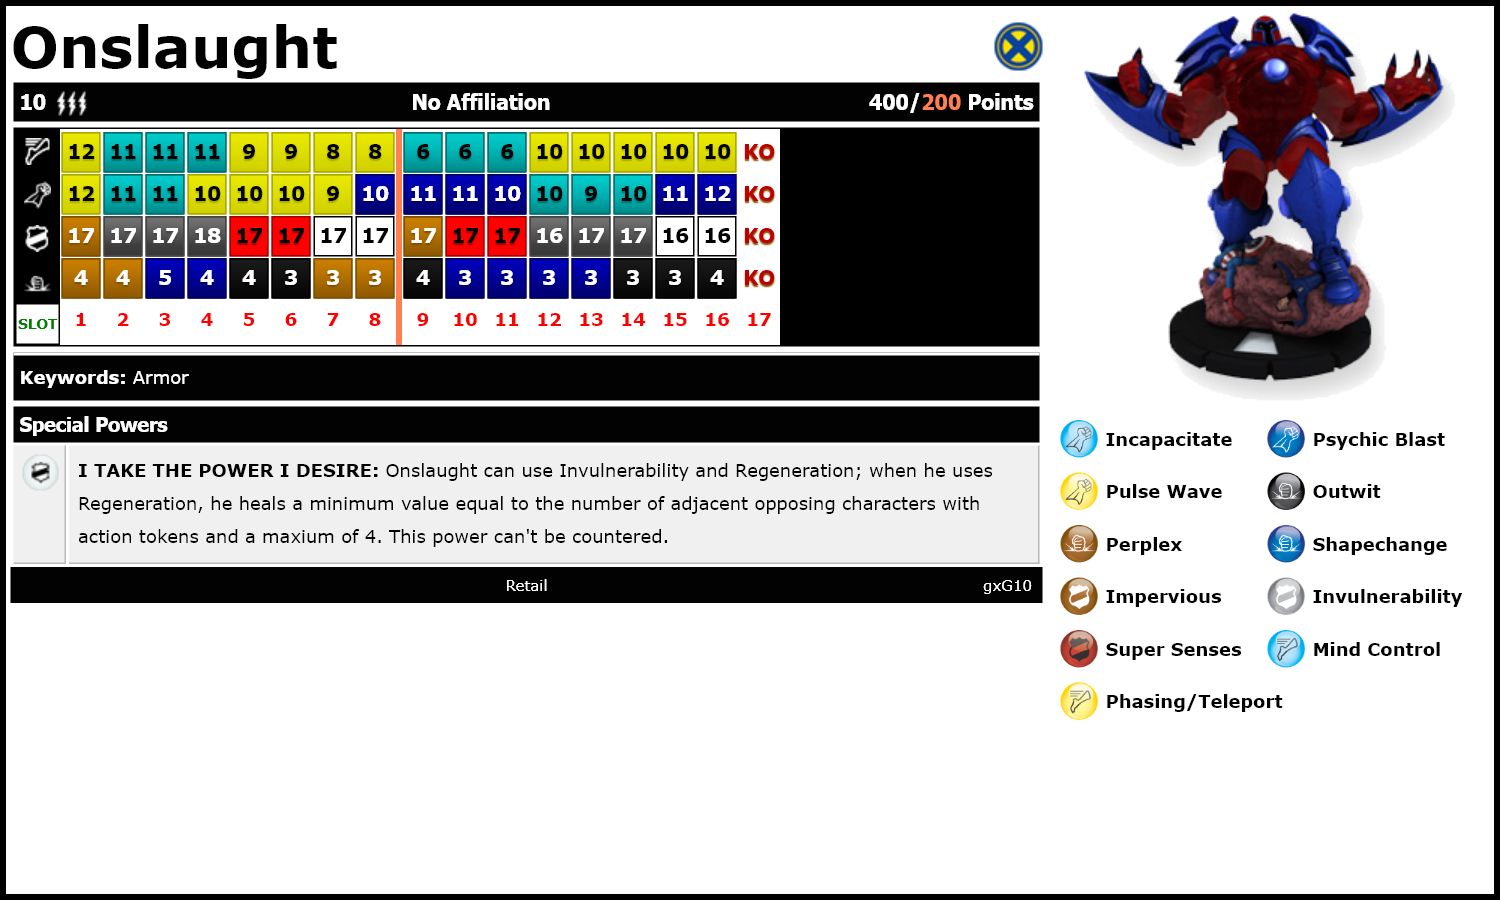 Onslaught
10 No Affiliation 400/200 Points
12 11 11 11 9 9 8 8 6 6 6 10 10 10 10 10 KO
12 11 11 10 10 10 9 10 11 11 10 10 9 10 11 12 KO
17 17 17 18 17 17 17 17 17 17 17 16 17 17 16 16 KO
4 4 5 4 4 3 3 3 4 3 3 3 3 3 3 4 KO
SLOT 1 2 3 4 5 6 7 8 9 10 11 12 13 14 15 16 17
Keywords: Armor
Special Powers
I TAKE THE POWER I DESIRE: Onslaught can use Invulnerability and Regeneration; when he uses
Regeneration, he heals a minimum value equal to the number of adjacent opposing characters with
action tokens and a maxium of 4. This power can't be countered.
Retail gxG10
Incapacitate Psychic Blast
Pulse Wave Outwit
Perplex Shapechange
Impervious Invulnerability
Super Senses Mind Control
Phasing/Teleport